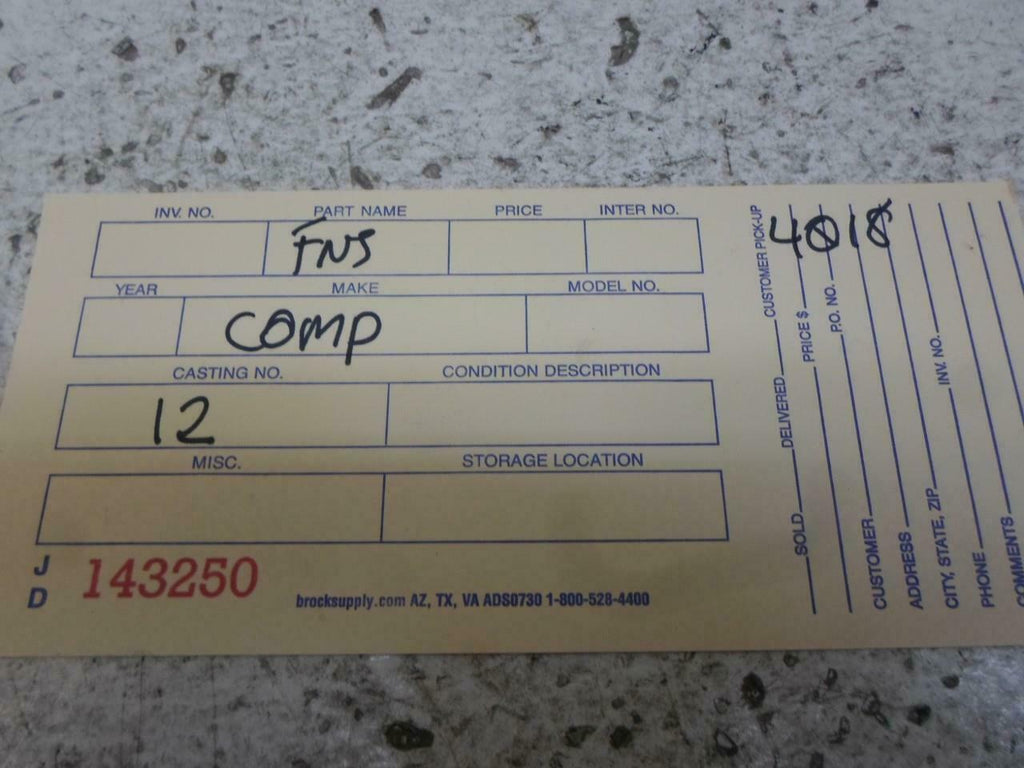 INV. NO. PART NAME PRICE INTER NO.
FNS
YEAR MAKE MODEL NO.
COMP
CASTING NO. CONDITION DESCRIPTION
12
MISC. STORAGE LOCATION
J
D
143250
brocksupply.com AZ, TX, VA ADS0730 1-800-528-4400
4018
SOLD DELIVERED CUSTOMER PICK-UP
PRICE $
P.O. NO.
CUSTOMER
ADDRESS
CITY, STATE, ZIP INV. NO.
PHONE
COMMENTS